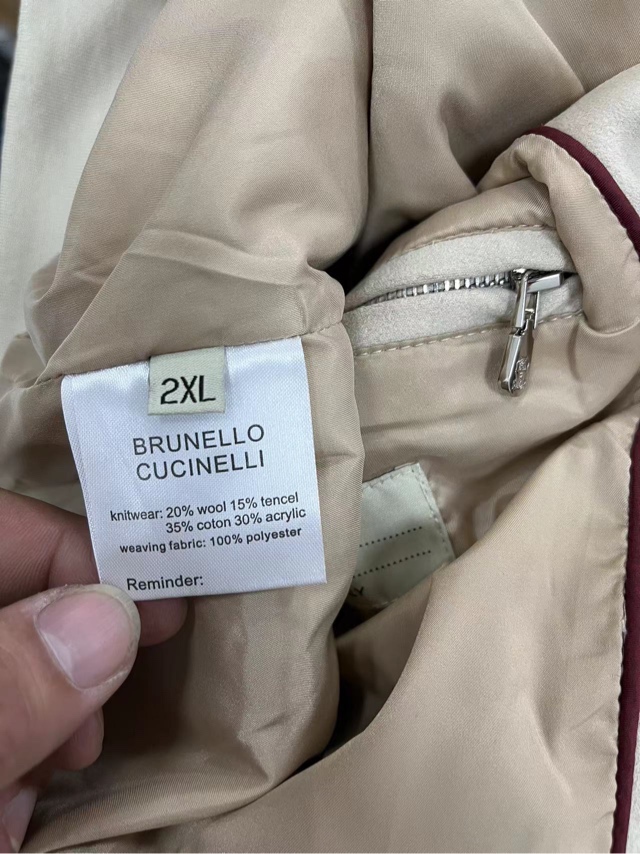 2XL
BRUNELLO
CUCINELLI
knitwear: 20% wool 15% tencel
35% coton 30% acrylic
weaving fabric: 100% polyester
Reminder: